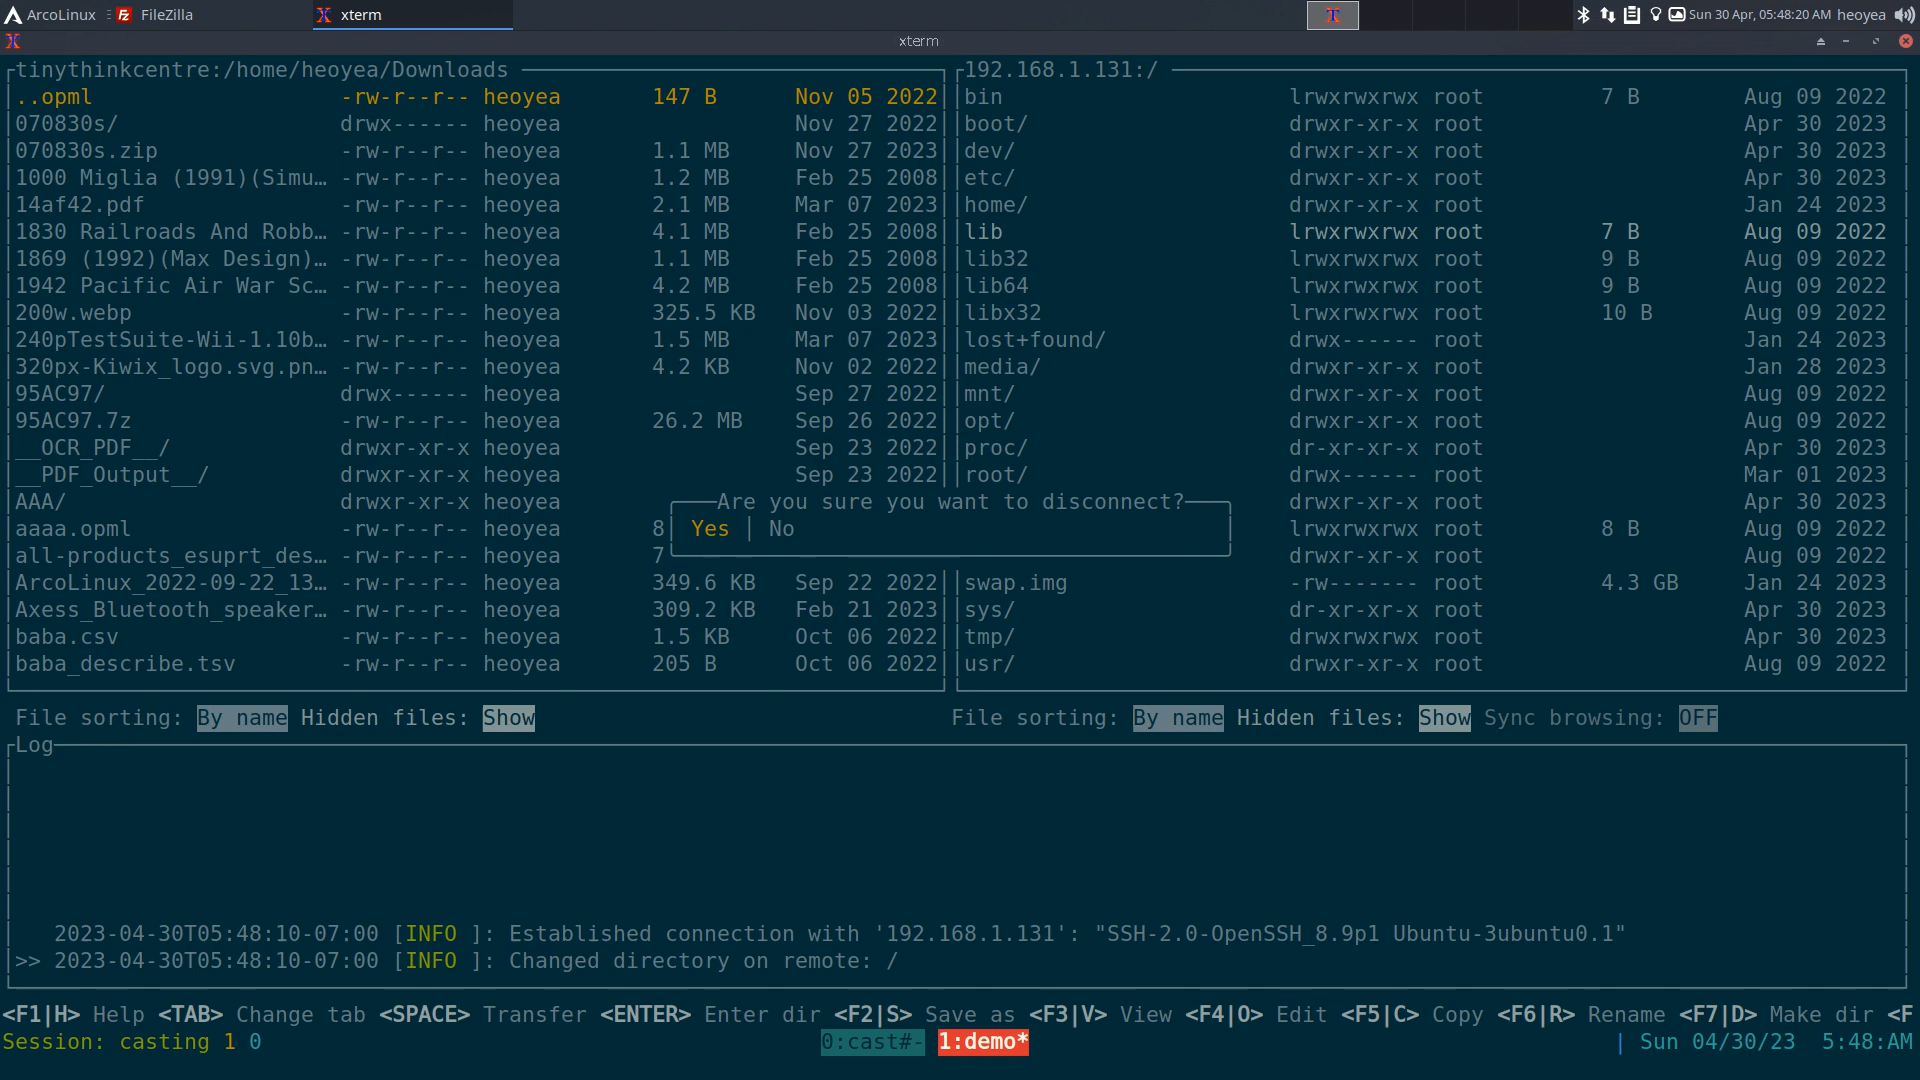 ArcoLinux FileZilla xterm Sun 30 Apr, 05:48:20 AM heoyea
xterm
tinythinkcentre:/home/heoyea/Downloads 192.168.1.131:/
..opml -rw-r--r-- heoyea 147 B Nov 05 2022 bin lrwxrwxrwx root 7 B Aug 09 2022
070830s/ drwx------ heoyea Nov 27 2022 boot/ drwxr-xr-x root Apr 30 2023
070830s.zip -rw-r--r-- heoyea 1.1 MB Nov 27 2023 dev/ drwxr-xr-x root Apr 30 2023
1000 Miglia (1991)(Simu… -rw-r--r-- heoyea 1.2 MB Feb 25 2008 etc/ drwxr-xr-x root Apr 30 2023
14af42.pdf -rw-r--r-- heoyea 2.1 MB Mar 07 2023 home/ drwxr-xr-x root Jan 24 2023
1830 Railroads And Robb… -rw-r--r-- heoyea 4.1 MB Feb 25 2008 lib lrwxrwxrwx root 7 B Aug 09 2022
1869 (1992)(Max Design)… -rw-r--r-- heoyea 1.1 MB Feb 25 2008 lib32 lrwxrwxrwx root 9 B Aug 09 2022
1942 Pacific Air War Sc… -rw-r--r-- heoyea 4.2 MB Feb 25 2008 lib64 lrwxrwxrwx root 9 B Aug 09 2022
200w.webp -rw-r--r-- heoyea 325.5 KB Nov 03 2022 libx32 lrwxrwxrwx root 10 B Aug 09 2022
240pTestSuite-Wii-1.10b… -rw-r--r-- heoyea 1.5 MB Mar 07 2023 lost+found/ drwx------ root Jan 24 2023
320px-Kiwix_logo.svg.pn… -rw-r--r-- heoyea 4.2 KB Nov 02 2022 media/ drwxr-xr-x root Jan 28 2023
95AC97/ drwx------ heoyea Sep 27 2022 mnt/ drwxr-xr-x root Aug 09 2022
95AC97.7z -rw-r--r-- heoyea 26.2 MB Sep 26 2022 opt/ drwxr-xr-x root Aug 09 2022
__OCR_PDF__/ drwxr-xr-x heoyea Sep 23 2022 proc/ dr-xr-xr-x root Apr 30 2023
__PDF_Output__/ drwxr-xr-x heoyea Sep 23 2022 root/ drwx------ root Mar 01 2023
AAA/ drwxr-xr-x heoyea Are you sure you want to disconnect? drwxr-xr-x root Apr 30 2023
aaaa.opml -rw-r--r-- heoyea 8 Yes │ No lrwxrwxrwx root 8 B Aug 09 2022
all-products_esuprt_des… -rw-r--r-- heoyea 7 drwxr-xr-x root Aug 09 2022
ArcoLinux_2022-09-22_13… -rw-r--r-- heoyea 349.6 KB Sep 22 2022 swap.img -rw------- root 4.3 GB Jan 24 2023
Axess_Bluetooth_speaker… -rw-r--r-- heoyea 309.2 KB Feb 21 2023 sys/ dr-xr-xr-x root Apr 30 2023
baba.csv -rw-r--r-- heoyea 1.5 KB Oct 06 2022 tmp/ drwxrwxrwx root Apr 30 2023
baba_describe.tsv -rw-r--r-- heoyea 205 B Oct 06 2022 usr/ drwxr-xr-x root Aug 09 2022
File sorting: By name Hidden files: Show File sorting: By name Hidden files: Show Sync browsing: OFF
Log
2023-04-30T05:48:10-07:00 [INFO ]: Established connection with '192.168.1.131': "SSH-2.0-OpenSSH_8.9p1 Ubuntu-3ubuntu0.1"
>> 2023-04-30T05:48:10-07:00 [INFO ]: Changed directory on remote: /
<F1|H> Help <TAB> Change tab <SPACE> Transfer <ENTER> Enter dir <F2|S> Save as <F3|V> View <F4|O> Edit <F5|C> Copy <F6|R> Rename <F7|D> Make dir <F
Session: casting 1 0 0:cast#- 1:demo* | Sun 04/30/23 5:48:AM